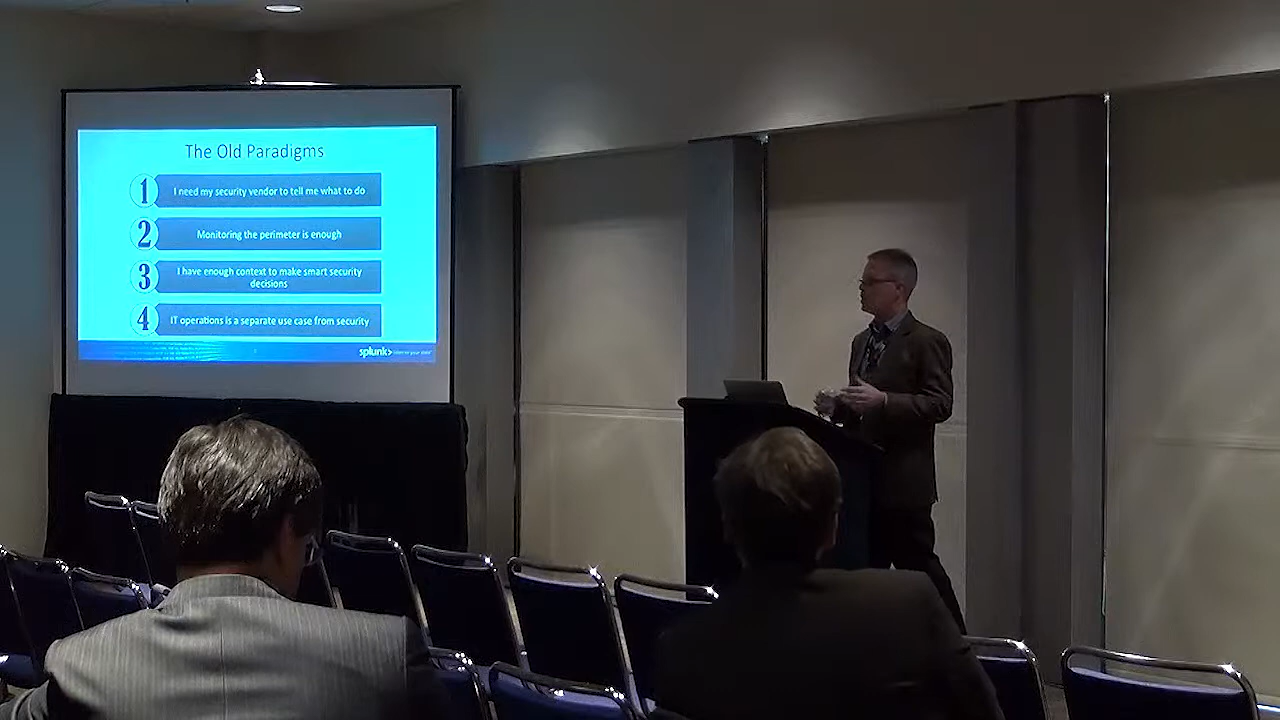 The Old Paradigms
1 I need my security vendor to tell me what to do
2 Monitoring the perimeter is enough
3 I have enough context to make smart security
decisions
4 IT operations is a separate use case from security
splunk>